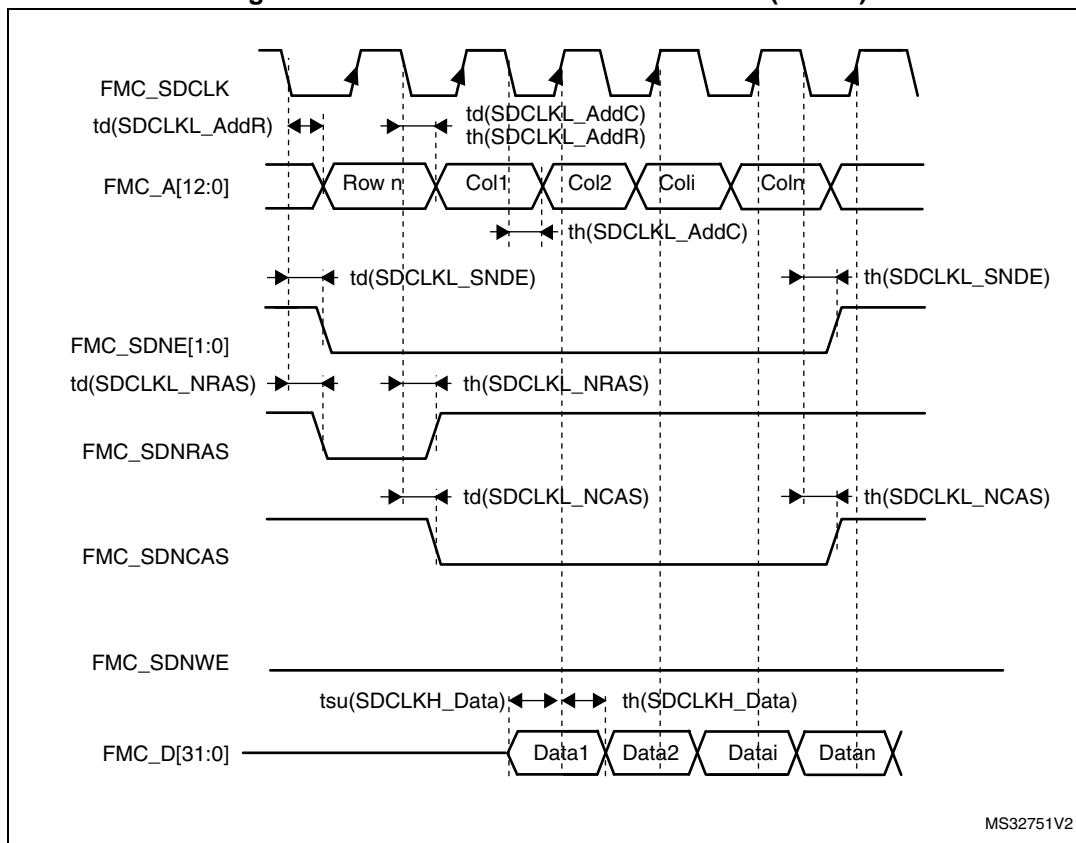 FMC_SDCLK
td(SDCLKL_AddR)
td(SDCLKL_AddC)
th(SDCLKL_AddR)
FMC_A[12:0]
Row n
Col1
Col2
Coli
Coln
th(SDCLKL_AddC)
td(SDCLKL_SNDE)
th(SDCLKL_SNDE)
FMC_SDNE[1:0]
td(SDCLKL_NRAS)
th(SDCLKL_NRAS)
FMC_SDNRAS
td(SDCLKL_NCAS)
th(SDCLKL_NCAS)
FMC_SDNCAS
FMC_SDNWE
tsu(SDCLKH_Data)
th(SDCLKH_Data)
FMC_D[31:0]
Data1
Data2
Datai
Datan
MS32751V2